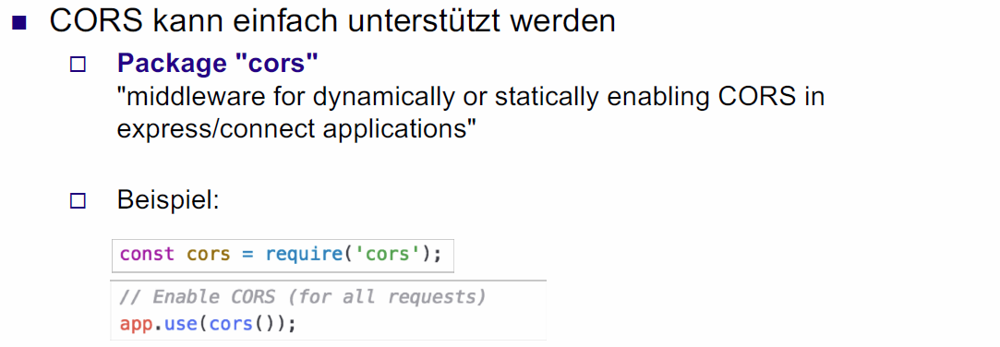 CORS kann einfach unterstützt werden
Package "cors"
"middleware for dynamically or statically enabling CORS in
express/connect applications"
Beispiel:
const cors = require('cors');
// Enable CORS (for all requests)
app.use(cors());